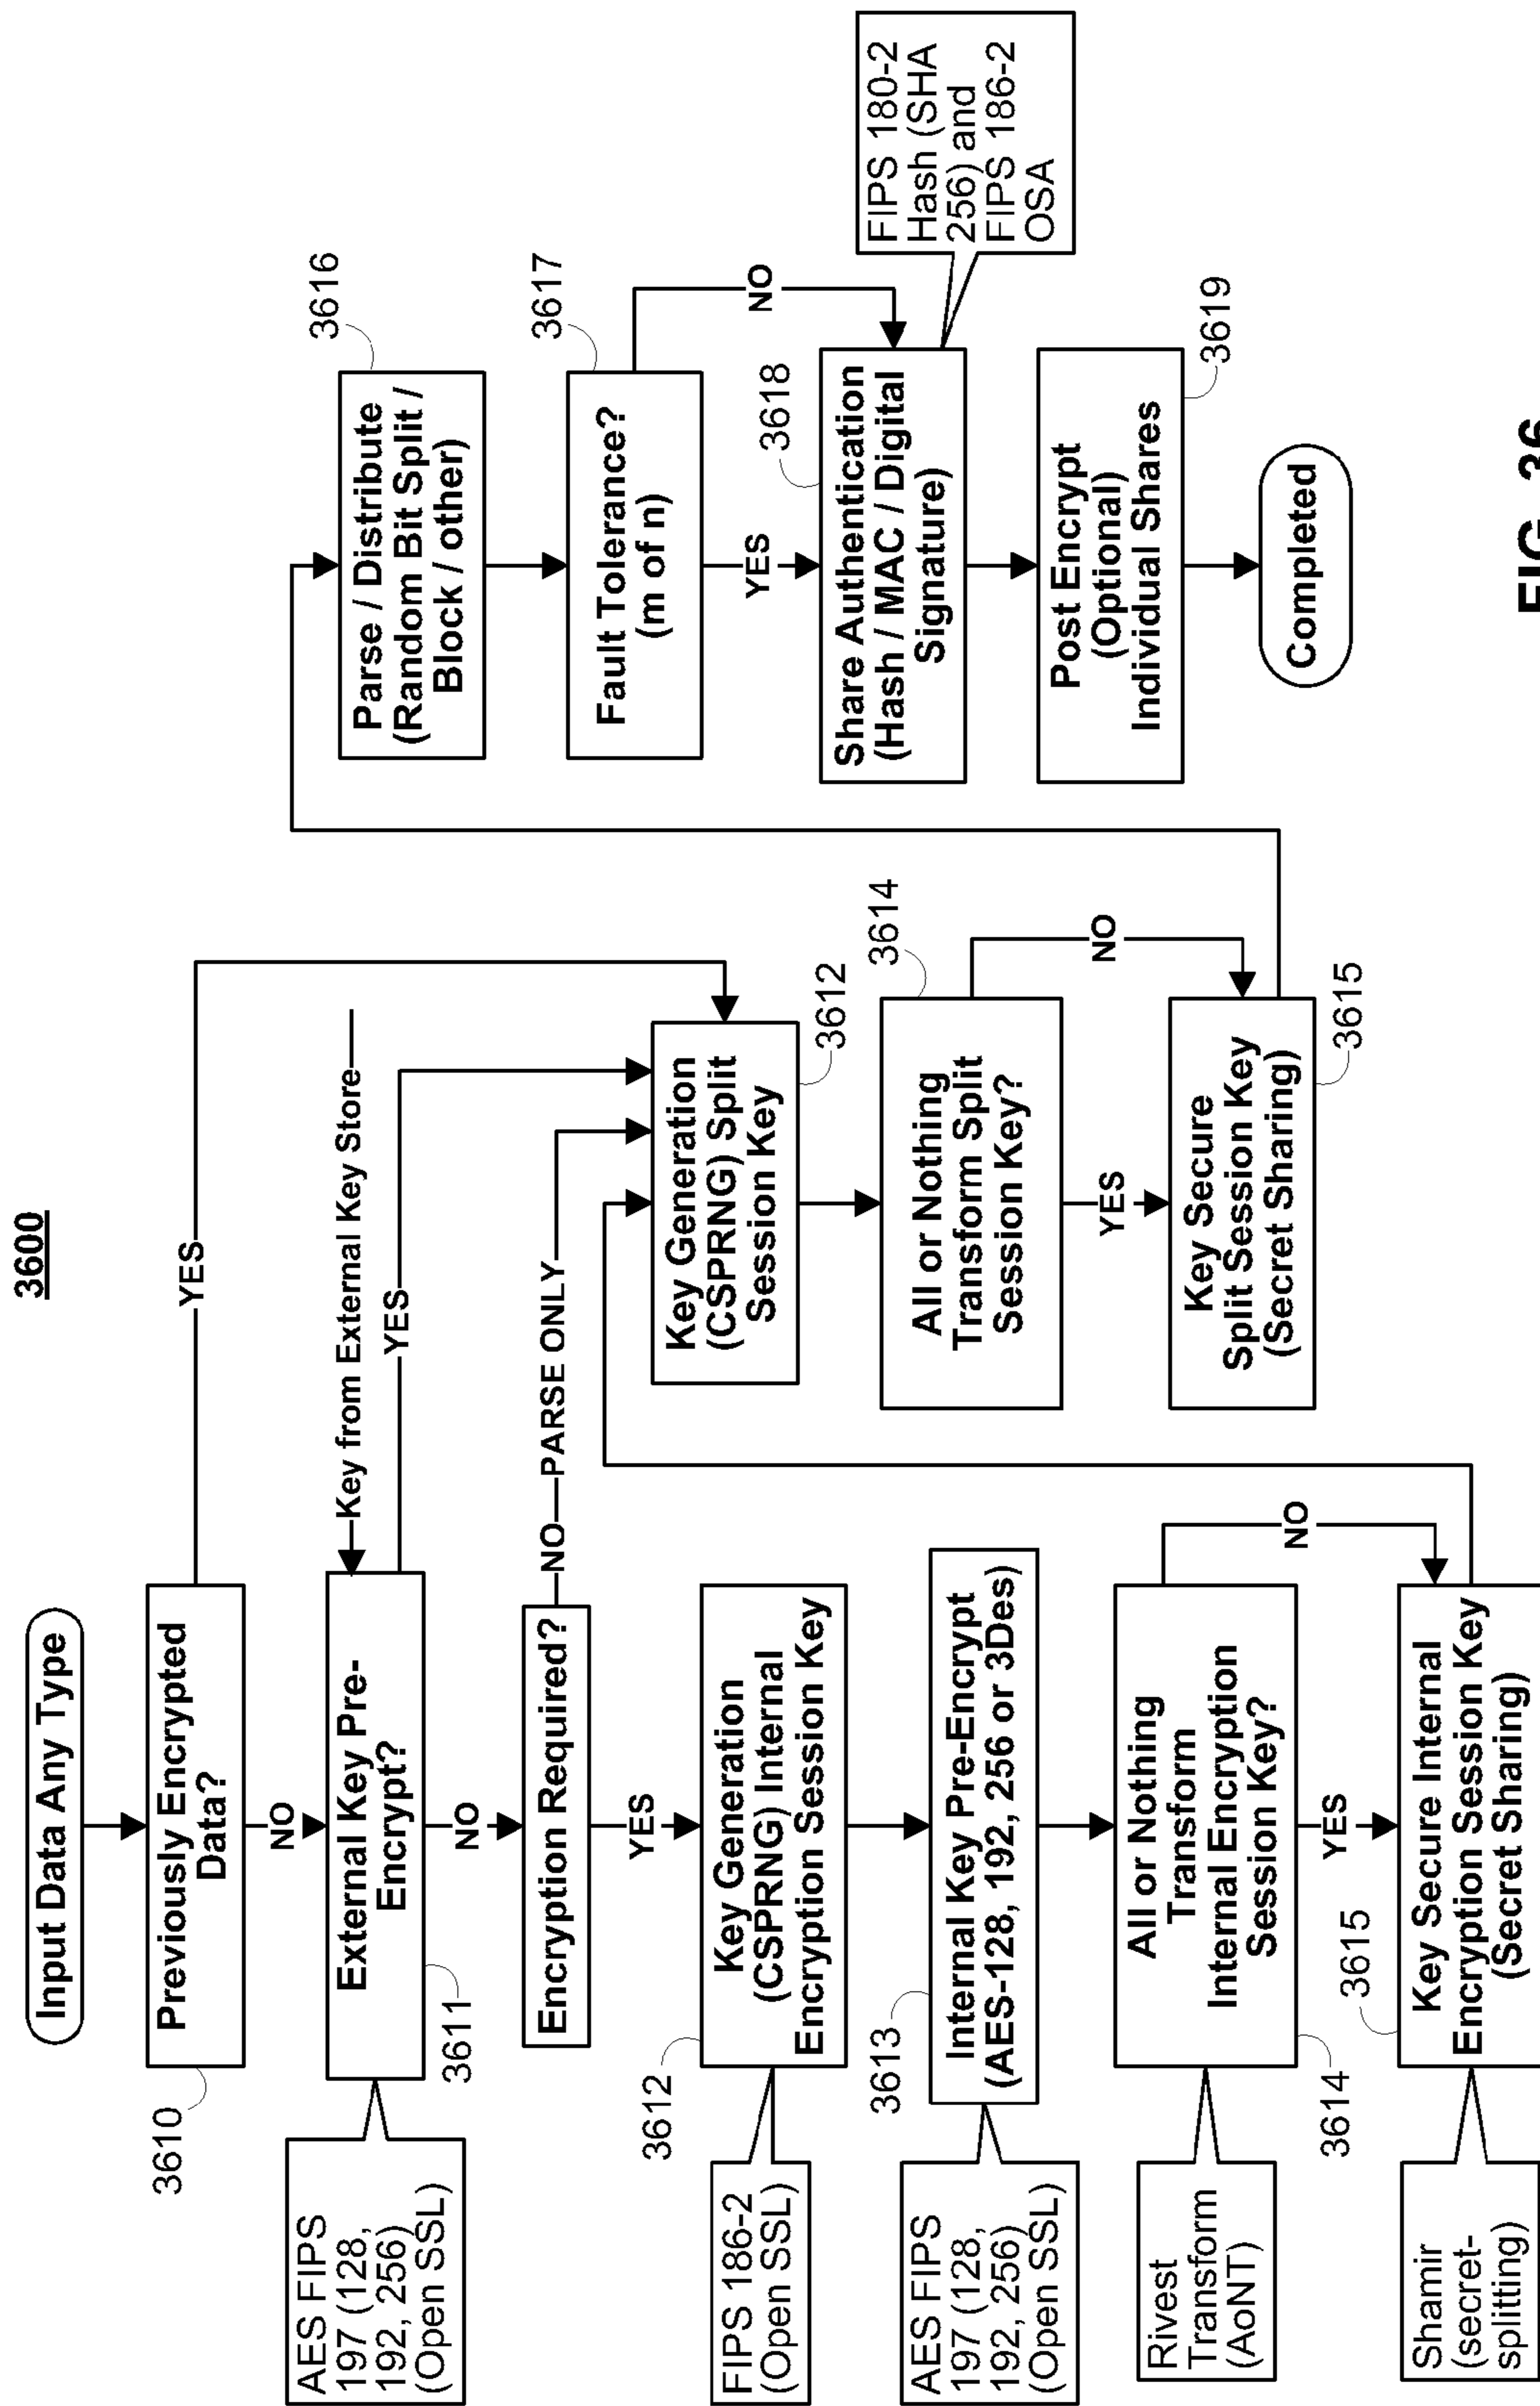 3600
Input Data Any Type
Previously Encrypted
Data?
3610
YES
NO
External Key Pre-
Encrypt?
3611
AES FIPS
197 (128,
192, 256)
(Open SSL)
Key from External Key Store
YES
NO
Encryption Required?
NO
PARSE ONLY
YES
Key Generation
(CSPRNG) Internal
Encryption Session Key
3612
FIPS 186-2
(Open SSL)
Internal Key Pre-Encrypt
(AES-128, 192, 256 or 3Des)
3613
AES FIPS
197 (128,
192, 256)
(Open SSL)
All or Nothing
Transform
Internal Encryption
Session Key?
3614
Rivest
Transform
(AoNT)
NO
YES
Key Secure Internal
Encryption Session Key
(Secret Sharing)
3615
Shamir
(secret-
splitting)
Key Generation
(CSPRNG) Split
Session Key
3612
All or Nothing
Transform Split
Session Key?
3614
NO
YES
Key Secure
Split Session Key
(Secret Sharing)
3615
Parse / Distribute
(Random Bit Split /
Block / other)
3616
Fault Tolerance?
(m of n)
3617
NO
YES
Share Authentication
(Hash / MAC / Digital
Signature)
3618
FIPS 180-2
Hash (SHA
256) and
FIPS 186-2
OSA
Post Encrypt
(Optional)
Individual Shares
3619
Completed
FIG. 36